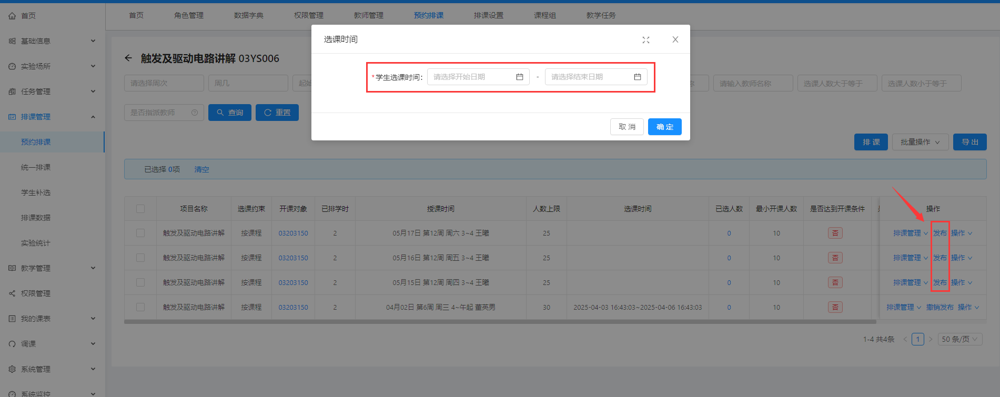 首页
基础信息
实验场所
任务管理
排课管理
预约排课
统一排课
学生补选
排课数据
实验统计
教学管理
权限管理
我的课表
调课
系统管理
系统监控
首页 角色管理 数据字典 权限管理 教师管理 预约排课 排课设置 课程组 教学任务
选课时间
*学生选课时间: 请选择开始日期 - 请选择结束日期
取 消 确 定
触发及驱动电路讲解 03YS006
请选择周次 周几 起始 称 请输入教师名称 选课人数大于等于 选课人数小于等于
是否指派教师 查询 重置
排 课 批量操作 导 出
已选择 0项 清空
项目名称 选课约束 开课对象 已排学时 授课时间 人数上限 选课时间 已选人数 最小开课人数 是否达到开课条件 操作
触发及驱动电路讲解 按课程 03203150 2 05月17日 第12周 周六 3~4 王曦 25 0 10 否 排课管理 发布 操作
触发及驱动电路讲解 按课程 03203150 2 05月16日 第12周 周五 3~4 王曦 25 0 10 否 排课管理 发布 操作
触发及驱动电路讲解 按课程 03203150 2 05月15日 第12周 周四 3~4 王曦 25 0 10 否 排课管理 发布 操作
触发及驱动电路讲解 按课程 03203150 2 04月02日 第6周 周三 4~午起 董英男 30 2025-04-03 16:43:03~2025-04-06 16:43:03 0 10 否 排课管理 撤销发布 操作
1-4 共4条 < 1 > 50 条/页